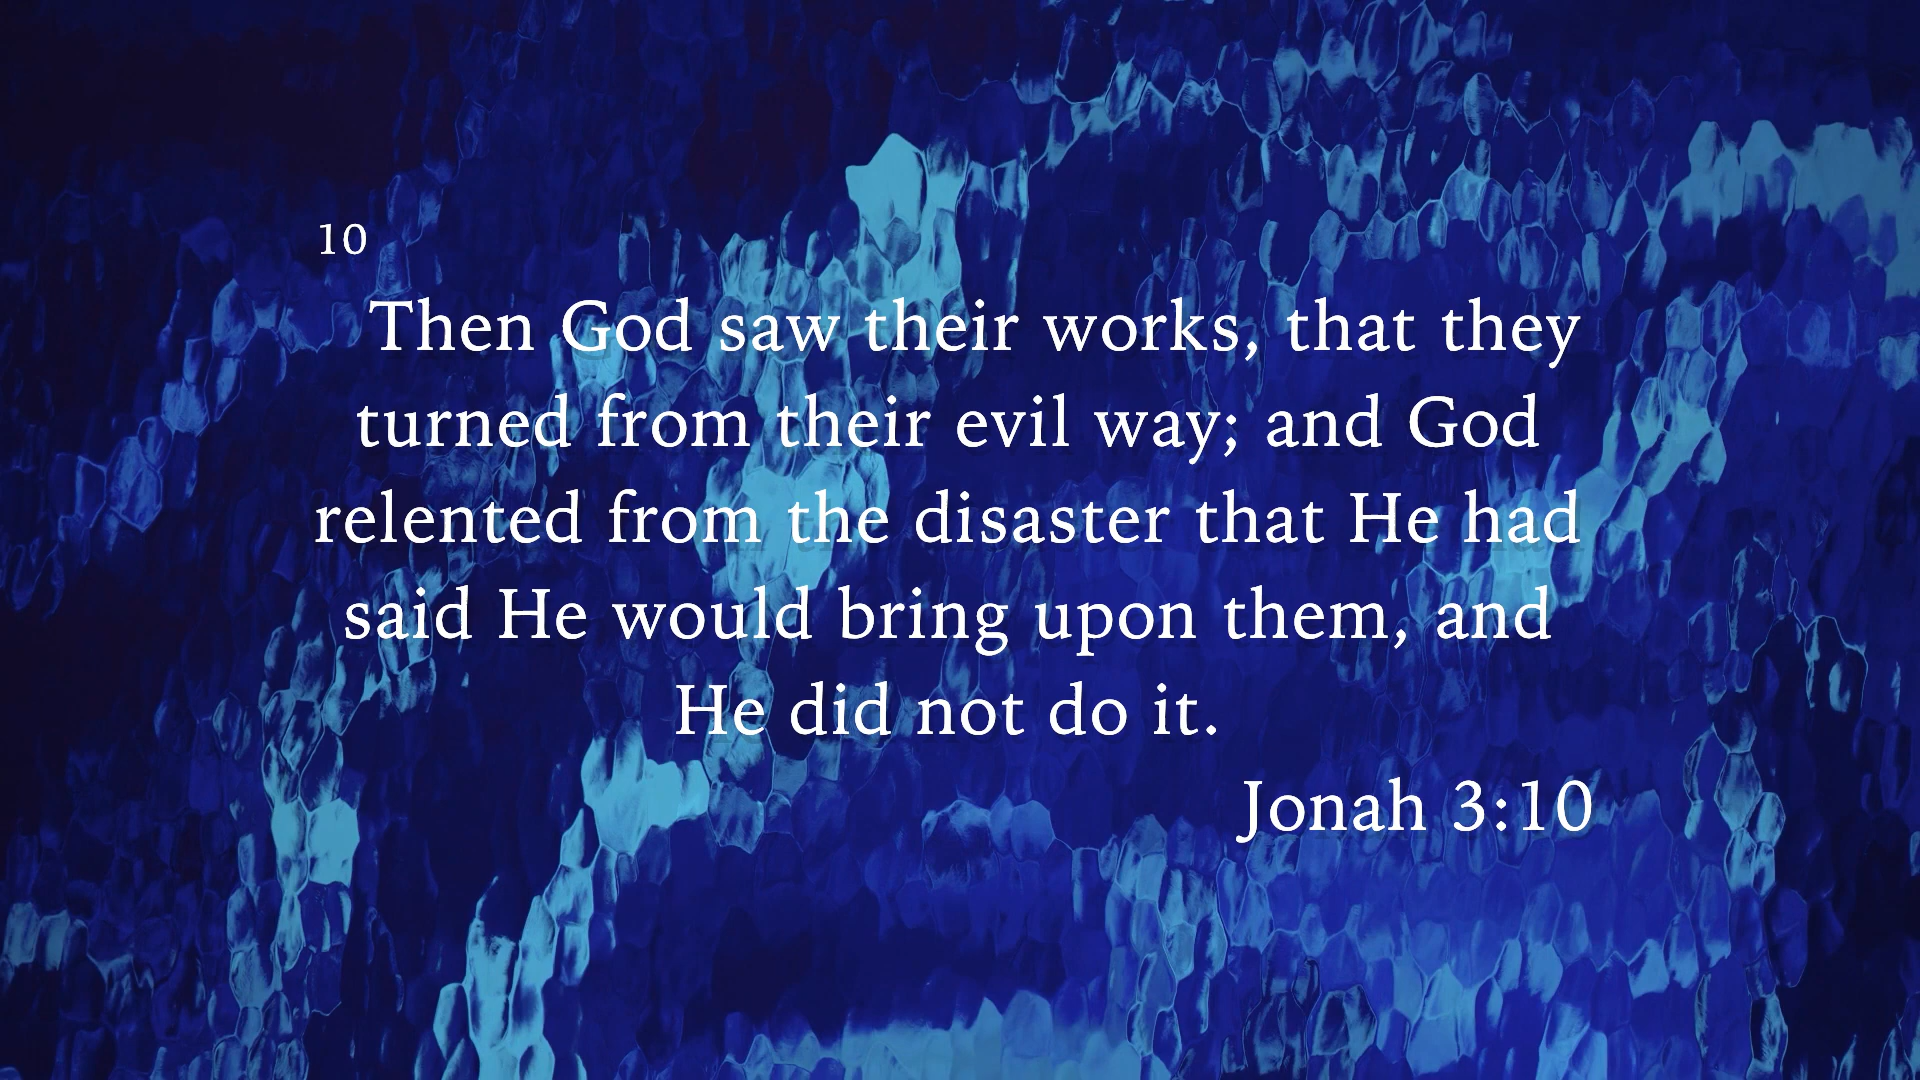 10
Then God saw their works, that they
turned from their evil way; and God
relented from the disaster that He had
said He would bring upon them, and
He did not do it.
Jonah 3:10